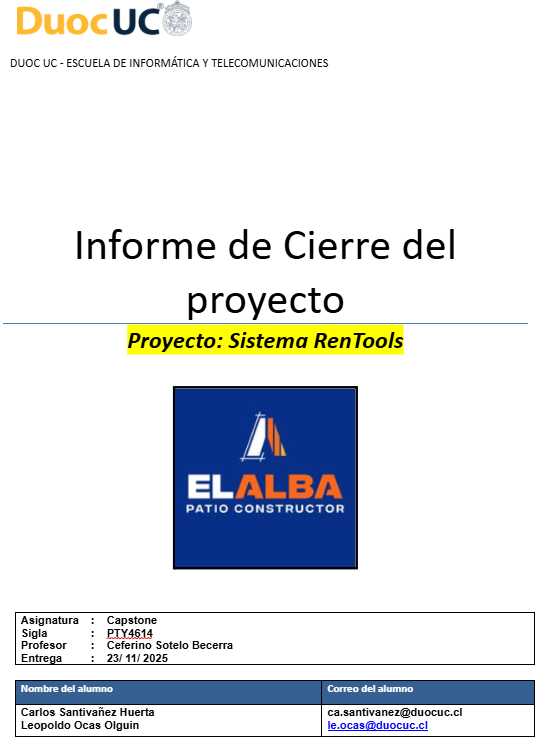 DuocUC®
DUOC UC - ESCUELA DE INFORMÁTICA Y TELECOMUNICACIONES
Informe de Cierre del
proyecto
Proyecto: Sistema RenTools
ELALBA
PATIO CONSTRUCTOR
Asignatura : Capstone
Sigla : PTY4614
Profesor : Ceferino Sotelo Becerra
Entrega : 23/ 11/ 2025
Nombre del alumno Correo del alumno
Carlos Santivañez Huerta ca.santivanez@duocuc.cl
Leopoldo Ocas Olguin le.ocas@duocuc.cl